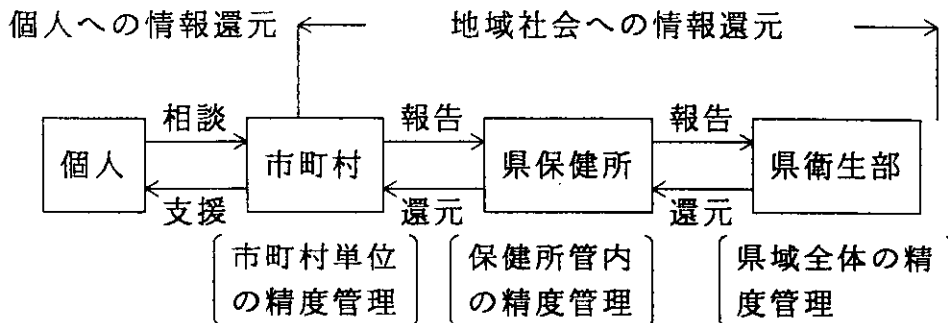 個人への情報還元
地域社会への情報還元
相談
報告
報告
個人
市町村
県保健所
県衛生部
支援
還元
還元
市町村単位
の精度管理
保健所管内
の精度管理
県域全体の精
度管理